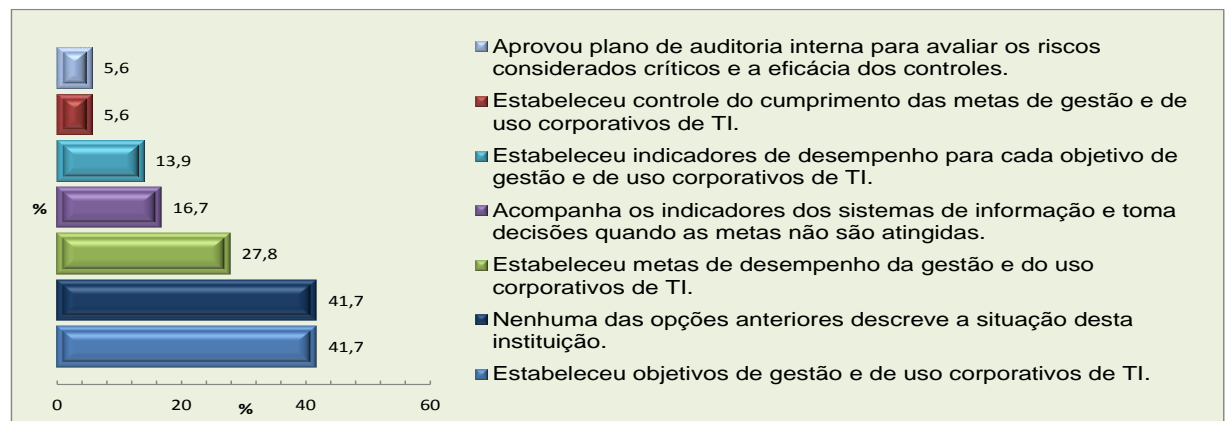 5,6
5,6
13,9
%
16,7
27,8
41,7
41,7
0
20
%
40
60
Aprovou plano de auditoria interna para avaliar os riscos
considerados críticos e a eficácia dos controles.
Estabeleceu controle do cumprimento das metas de gestão e de
uso corporativos de TI.
Estabeleceu indicadores de desempenho para cada objetivo de
gestão e de uso corporativos de TI.
Acompanha os indicadores dos sistemas de informação e toma
decisões quando as metas não são atingidas.
Estabeleceu metas de desempenho da gestão e do uso
corporativos de TI.
Nenhuma das opções anteriores descreve a situação desta
instituição.
Estabeleceu objetivos de gestão e de uso corporativos de TI.